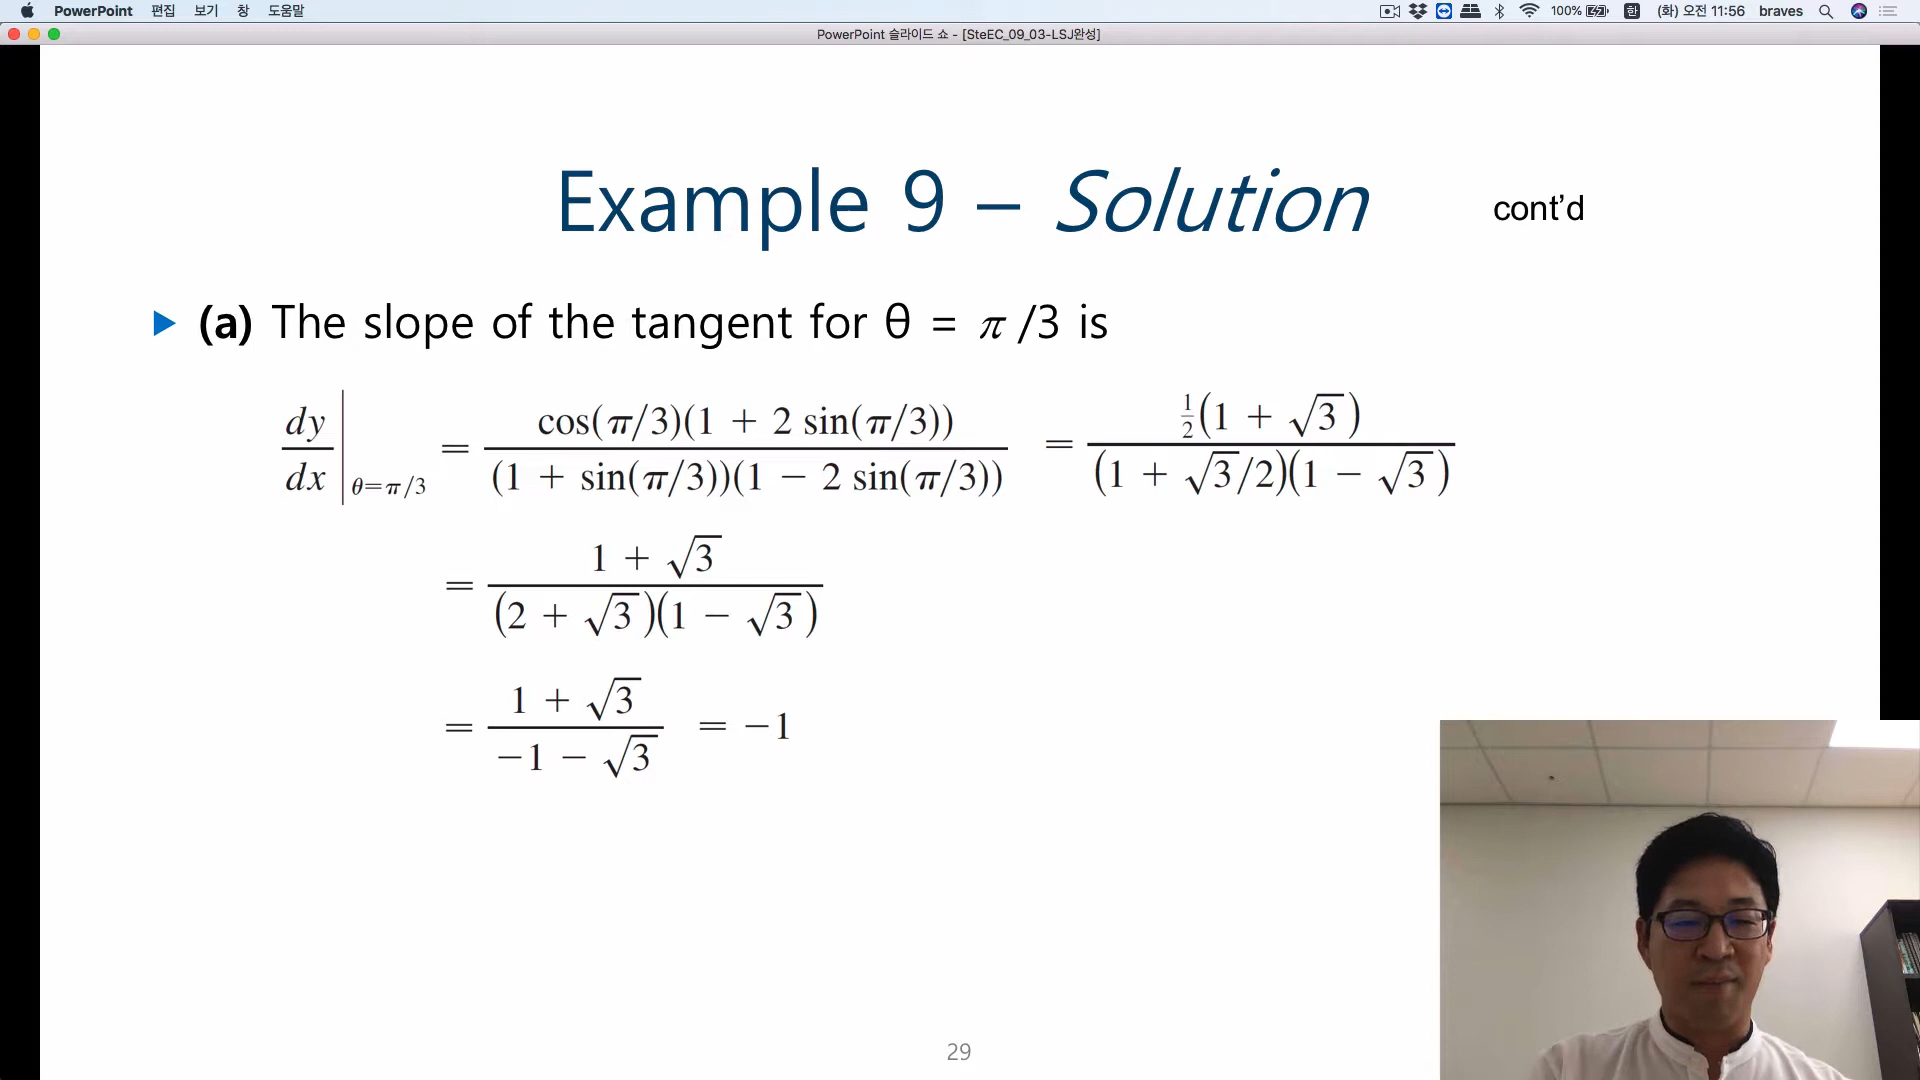 PowerPoint 편집 보기 창 도움말 100% 한 (화) 오전 11:56 braves
PowerPoint 슬라이드 쇼 - [SteEC_09_03-LSJ완성]
Example 9 – Solution cont'd
(a) The slope of the tangent for θ = π /3 is
dy/dx |θ=π/3 = cos(π/3)(1 + 2 sin(π/3)) / (1 + sin(π/3))(1 − 2 sin(π/3)) = ½(1 + √3) / (1 + √3/2)(1 − √3)
= 1 + √3 / (2 + √3)(1 − √3)
= 1 + √3 / −1 − √3 = −1
29